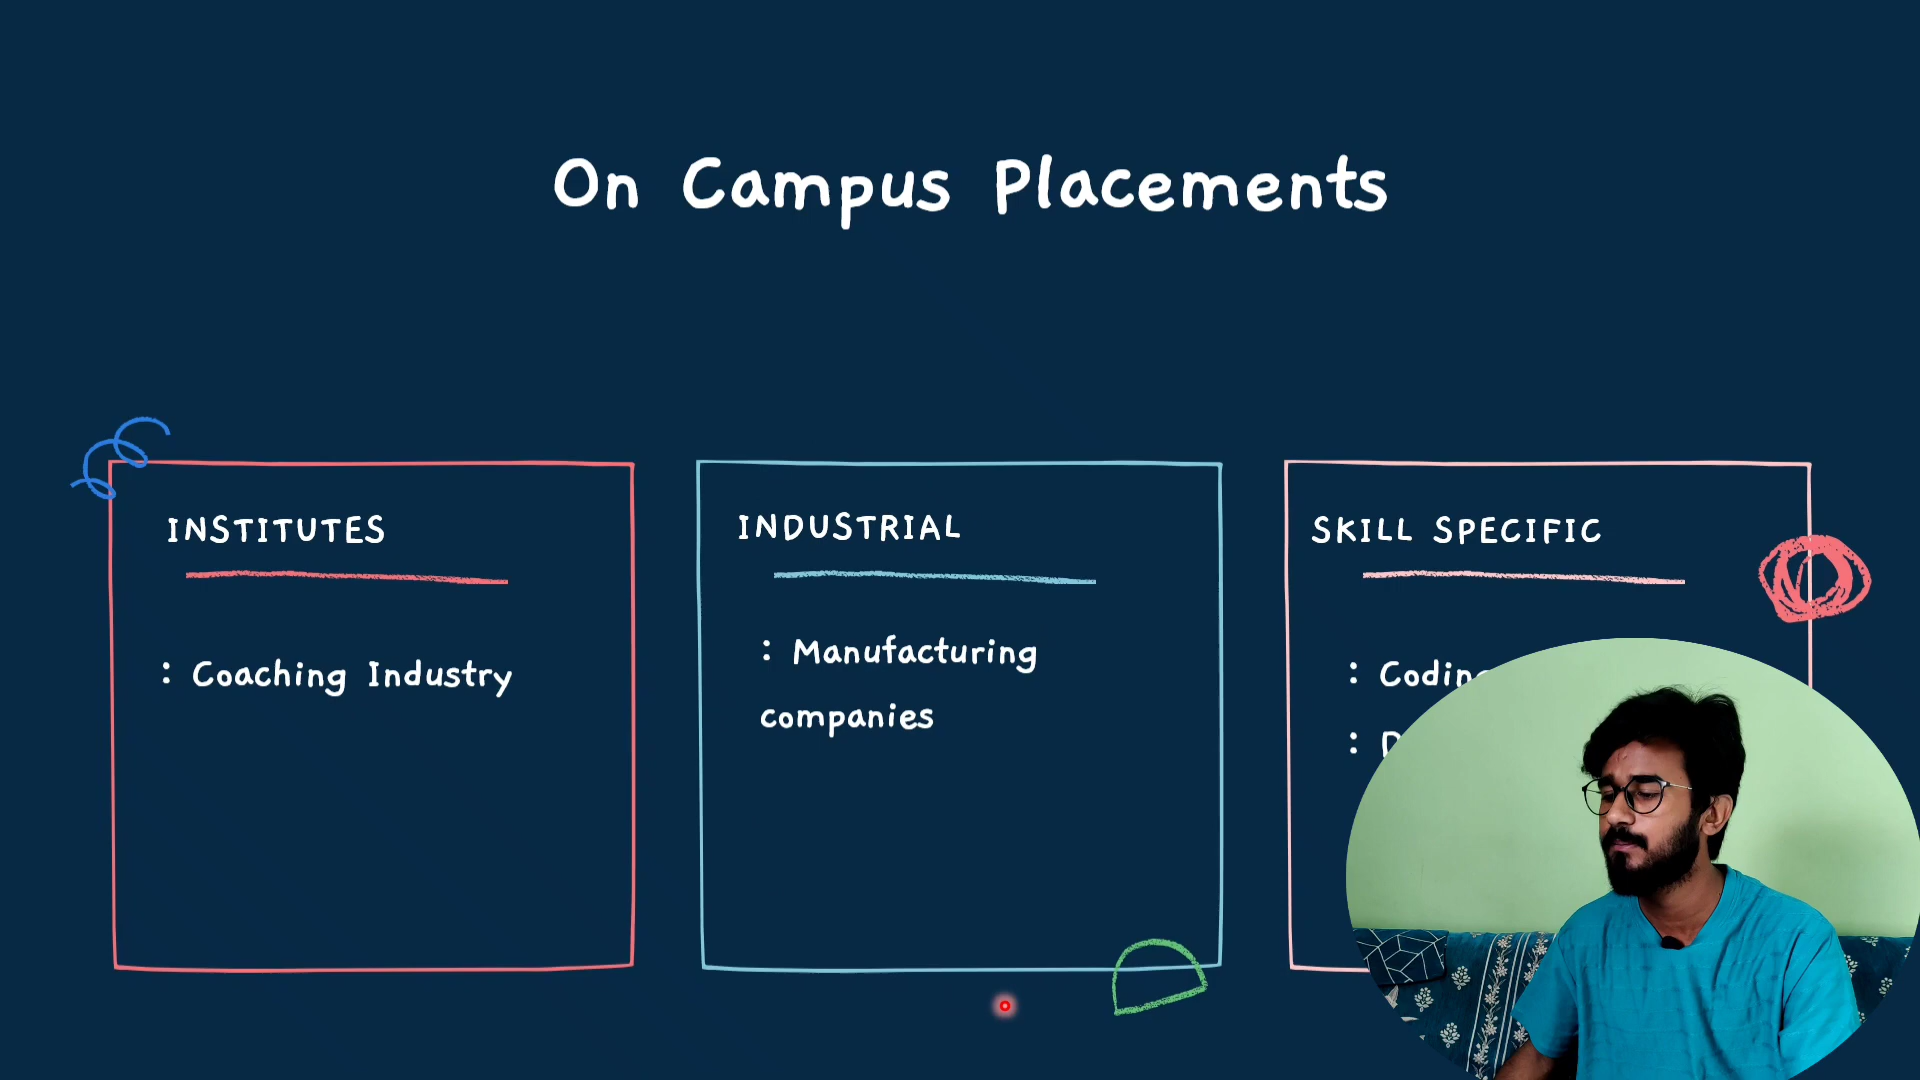 On Campus Placements
INSTITUTES
: Coaching Industry
INDUSTRIAL
: Manufacturing
companies
SKILL SPECIFIC
:
: